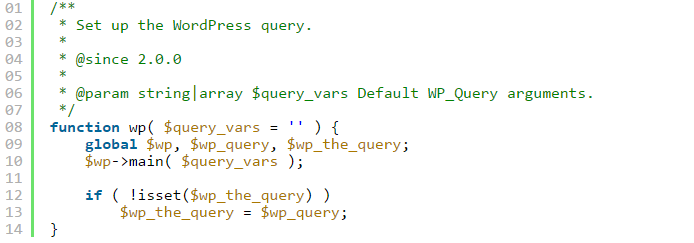 01 /**
02  * Set up the WordPress query.
03  *
04  * @since 2.0.0
05  *
06  * @param string|array $query_vars Default WP_Query arguments.
07  */
08 function wp( $query_vars = '' ) {
09     global $wp, $wp_query, $wp_the_query;
10     $wp->main( $query_vars );
11
12     if ( !isset($wp_the_query) )
13         $wp_the_query = $wp_query;
14 }